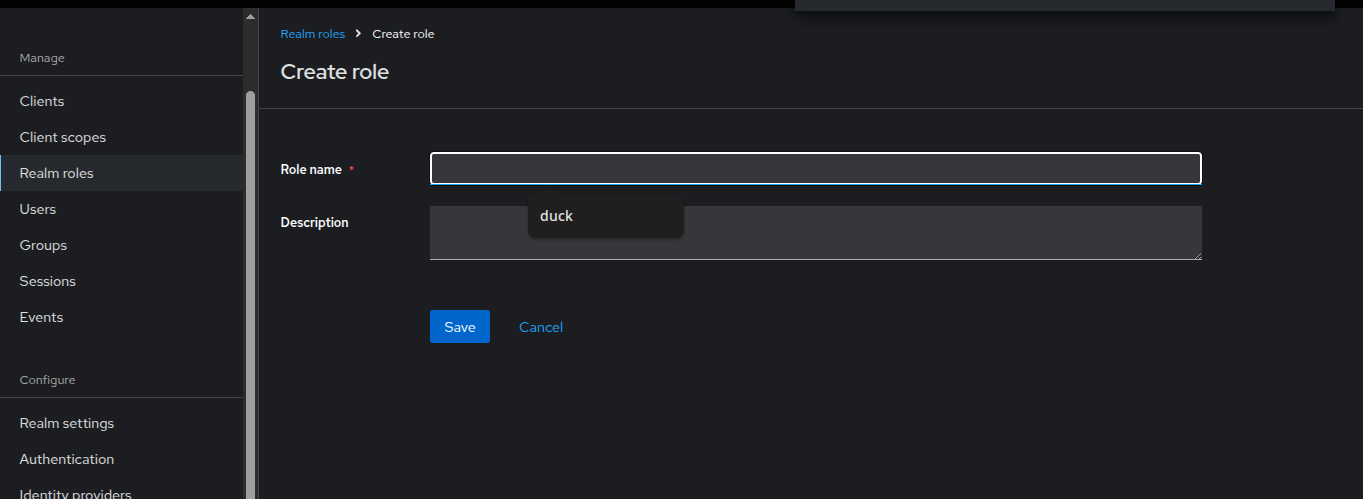 Manage
Clients
Client scopes
Realm roles
Users
Groups
Sessions
Events
Configure
Realm settings
Authentication
Identity providers
Realm roles > Create role
Create role
Role name *
duck
Description
Save Cancel